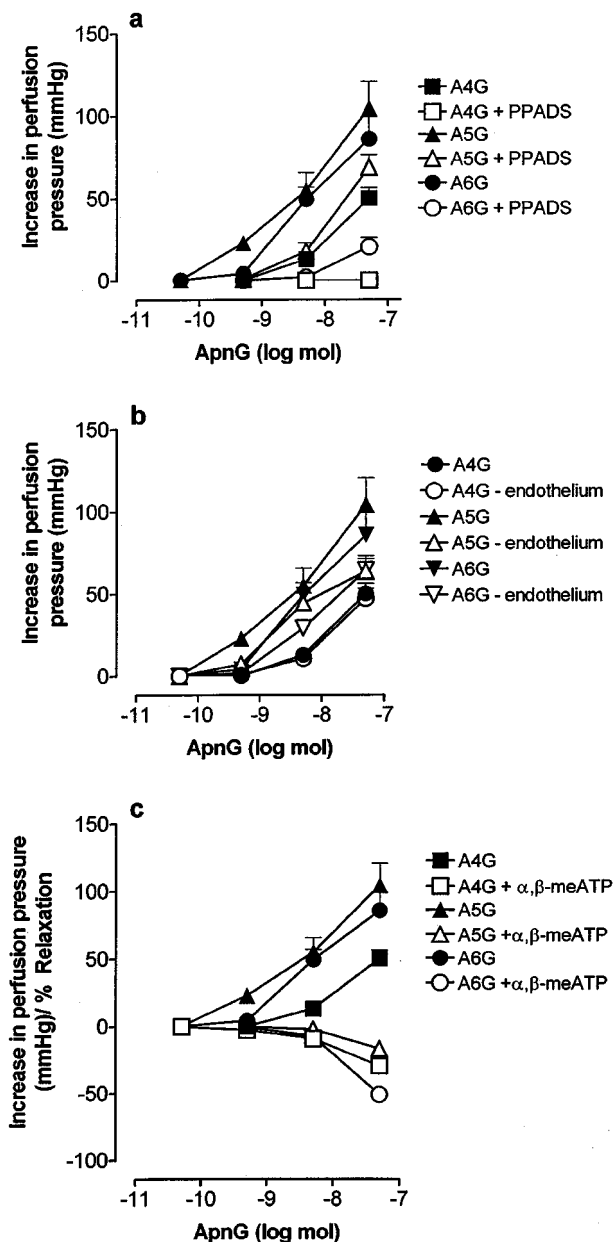 a
Increase in perfusion
pressure (mmHg)
150
100
50
0
-11
-10
-9
-8
-7
ApnG (log mol)
A4G
A4G + PPADS
A5G
A5G + PPADS
A6G
A6G + PPADS
b
Increase in perfusion
pressure (mmHg)
150
100
50
0
-11
-10
-9
-8
-7
ApnG (log mol)
A4G
A4G - endothelium
A5G
A5G - endothelium
A6G
A6G - endothelium
c
Increase in perfusion pressure
(mmHg)/ % Relaxation
150
100
50
0
-50
-100
-11
-10
-9
-8
-7
ApnG (log mol)
A4G
A4G + α,β-meATP
A5G
A5G +α,β-meATP
A6G
A6G +α,β-meATP